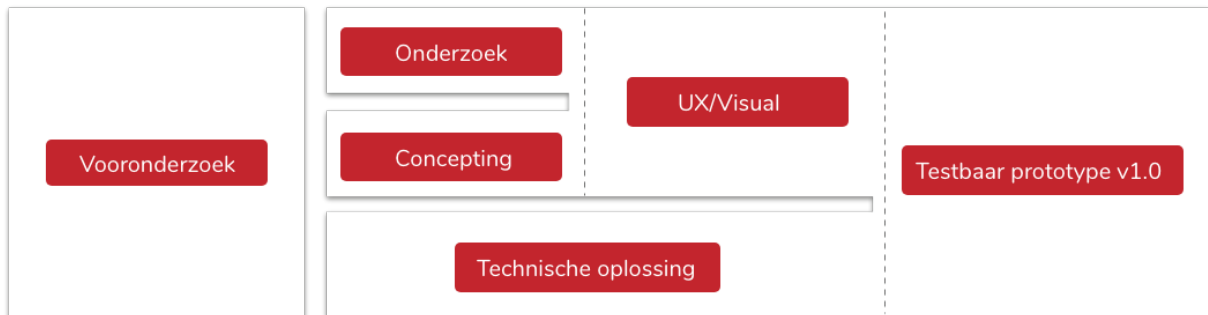 Vooronderzoek
Onderzoek
Concepting
UX/Visual
Technische oplossing
Testbaar prototype v1.0